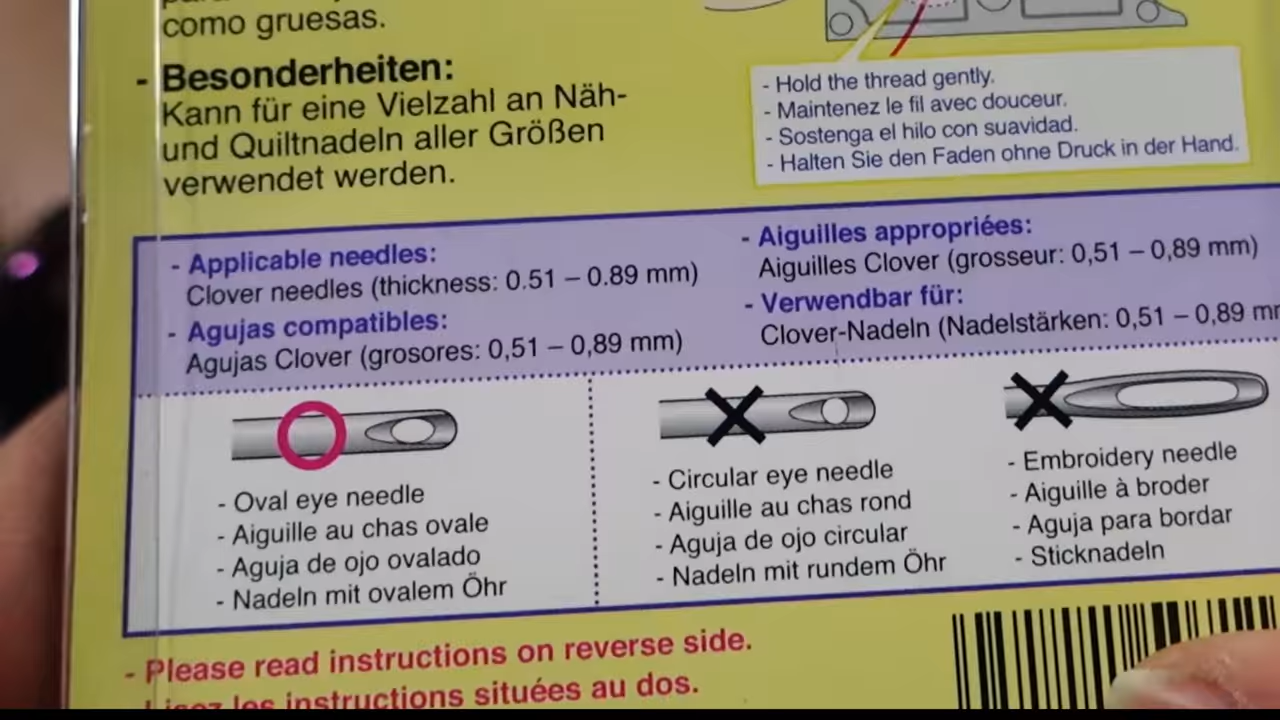 como gruesas.
- Besonderheiten:
Kann für eine Vielzahl an Näh-
und Quiltnadeln aller Größen
verwendet werden.
- Hold the thread gently.
- Maintenez le fil avec douceur.
- Sostenga el hilo con suavidad.
- Halten Sie den Faden ohne Druck in der Hand.
- Applicable needles:
Clover needles (thickness: 0.51 – 0.89 mm)
- Agujas compatibles:
Agujas Clover (grosores: 0,51 – 0,89 mm)
- Aiguilles appropriées:
Aiguilles Clover (grosseur: 0,51 – 0,89 mm)
- Verwendbar für:
Clover-Nadeln (Nadelstärken: 0,51 – 0,89
- Oval eye needle
- Aiguille au chas ovale
- Aguja de ojo ovalado
- Nadeln mit ovalem Öhr
- Circular eye needle
- Aiguille au chas rond
- Aguja de ojo circular
- Nadeln mit rundem Öhr
- Embroidery needle
- Aiguille à broder
- Aguja para bordar
- Sticknadeln
- Please read instructions on reverse side.
les instructions situées au dos.